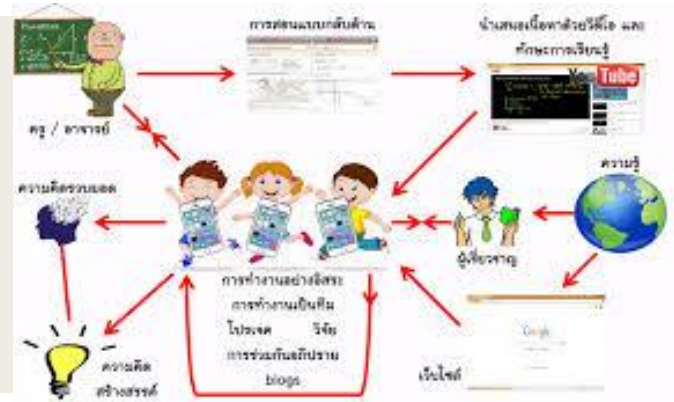 การสอนแบบกลับด้าน
นำเสนอเนื้อหาด้วยวีดีโอ และ
ทักษะการเรียนรู้
YouTube
ครู / อาจารย์
ความรู้
ความคิดรวบยอด
ผู้เชี่ยวชาญ
การทำงานอย่างอิสระ
การทำงานเป็นทีม
โปรเจค วิจัย
การร่วมกันอภิปราย
blogs
Google
เว็บไซต์
ความคิด
สร้างสรรค์